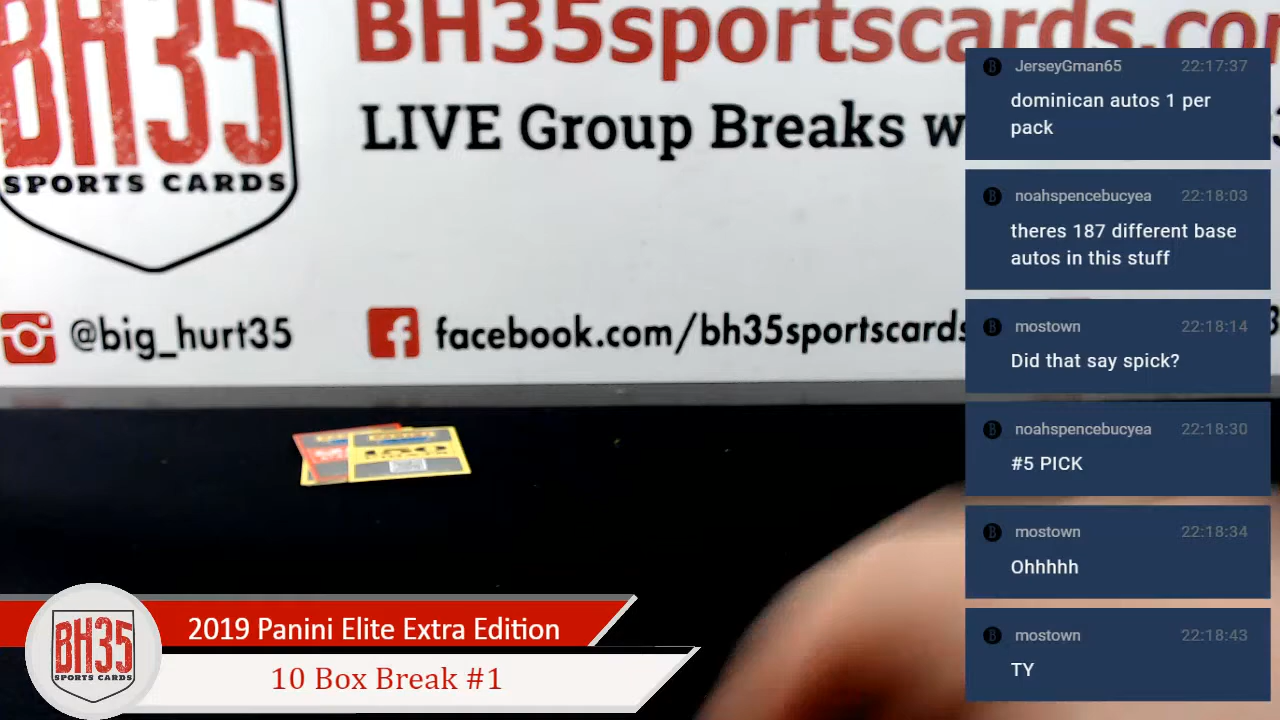 BH35
SPORTS CARDS
BH35sportscards.co
LIVE Group Breaks w
@big_hurt35
facebook.com/bh35sportscards
JerseyGman65 22:17:37
dominican autos 1 per
pack
noahspencebucyea 22:18:03
theres 187 different base
autos in this stuff
mostown 22:18:14
Did that say spick?
noahspencebucyea 22:18:30
#5 PICK
mostown 22:18:34
Ohhhhh
mostown 22:18:43
TY
2019 Panini Elite Extra Edition
10 Box Break #1
BH35
SPORTS CARDS